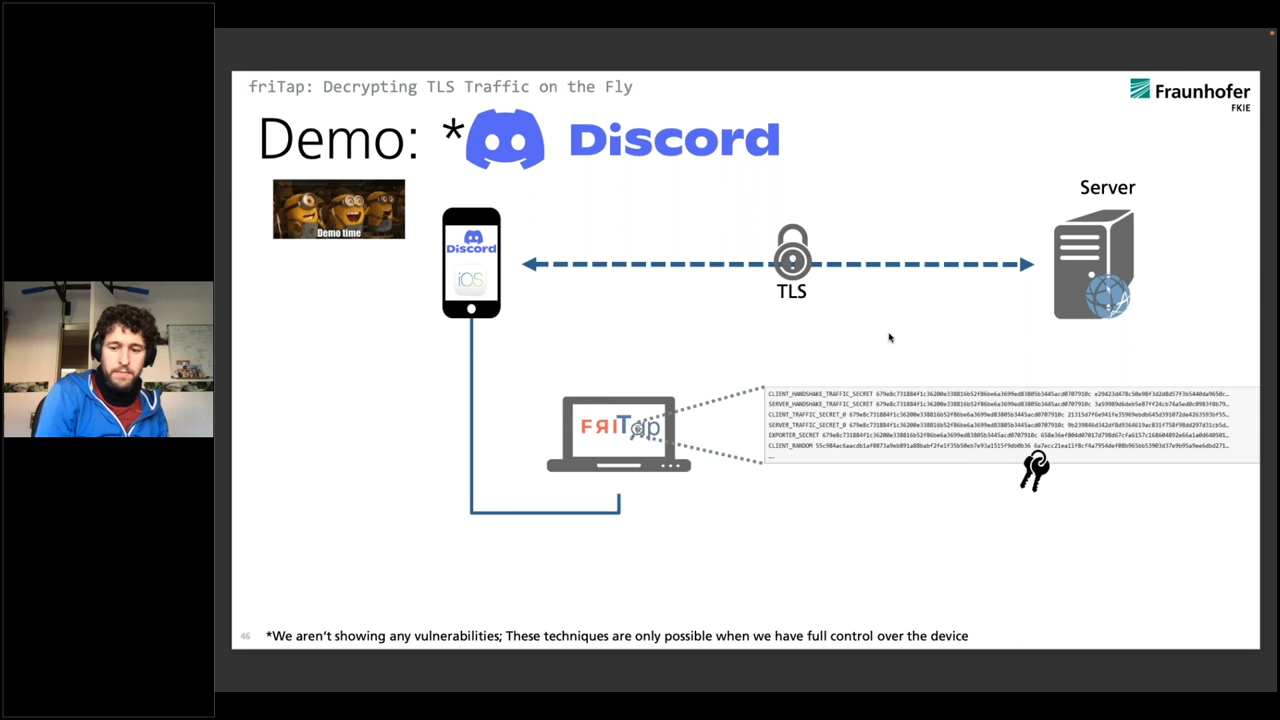 friTap: Decrypting TLS Traffic on the Fly
Fraunhofer
FKIE
Demo: * Discord
Demo time
Server
Discord
iOS
TLS
FRITap
CLIENT_HANDSHAKE_TRAFFIC_SECRET
SERVER_HANDSHAKE_TRAFFIC_SECRET
CLIENT_TRAFFIC_SECRET_0
SERVER_TRAFFIC_SECRET_0
EXPORTER_SECRET
CLIENT_RANDOM
...
46 *We aren't showing any vulnerabilities; These techniques are only possible when we have full control over the device